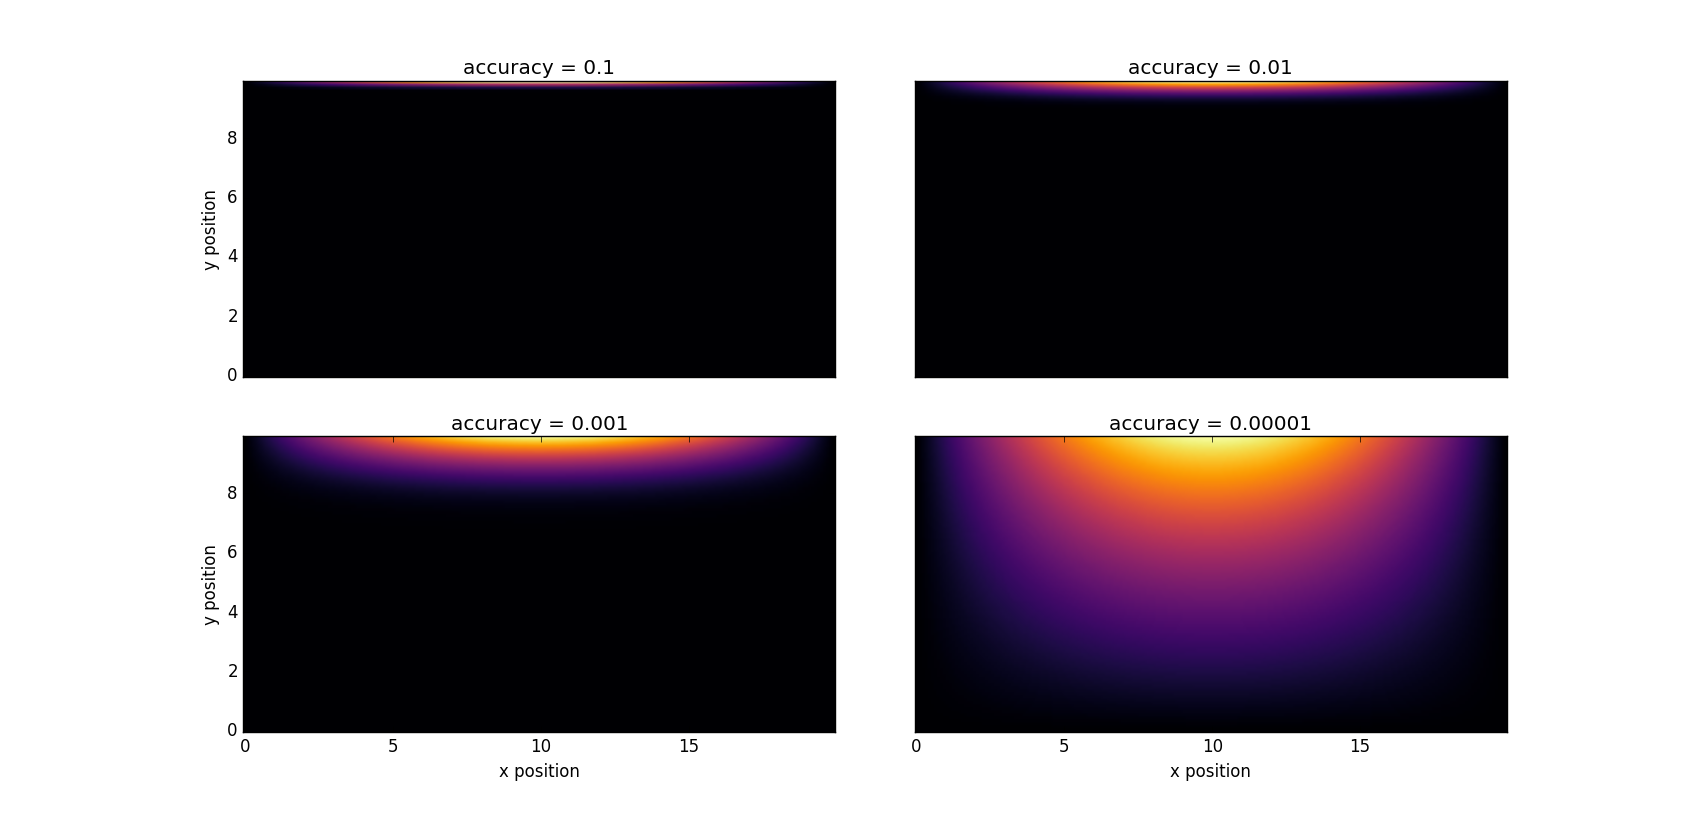 accuracy = 0.1
accuracy = 0.01
y position
8
6
4
2
0
accuracy = 0.001
accuracy = 0.00001
y position
8
6
4
2
0
0 5 10 15
0 5 10 15
x position
x position